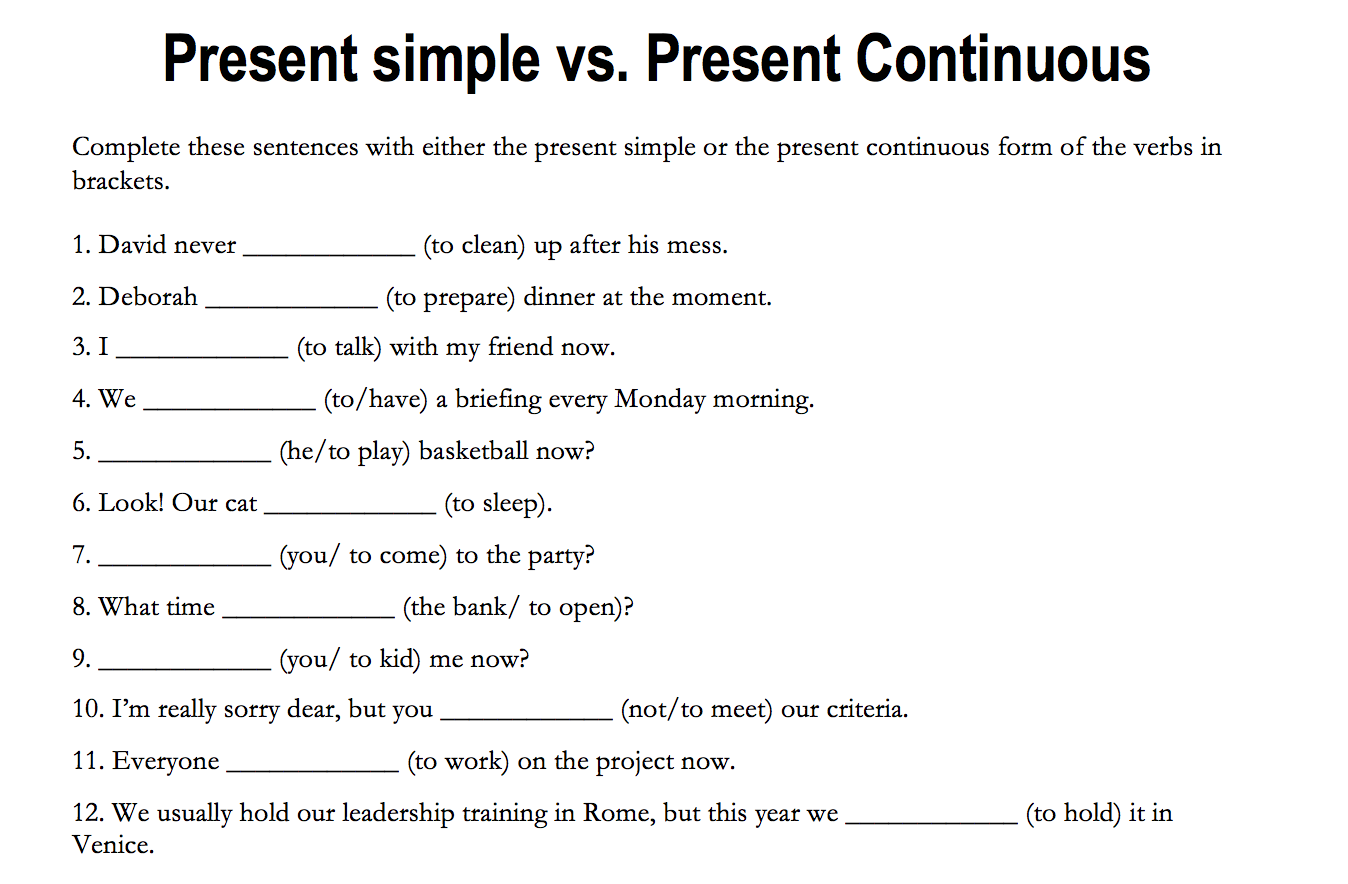 Present simple vs. Present Continuous
Complete these sentences with either the present simple or the present continuous form of the verbs in
brackets.
1. David never _____________ (to clean) up after his mess.
2. Deborah _____________ (to prepare) dinner at the moment.
3. I _____________ (to talk) with my friend now.
4. We _____________ (to/have) a briefing every Monday morning.
5. _____________ (he/to play) basketball now?
6. Look! Our cat _____________ (to sleep).
7. _____________ (you/ to come) to the party?
8. What time _____________ (the bank/ to open)?
9. _____________ (you/ to kid) me now?
10. I’m really sorry dear, but you _____________ (not/to meet) our criteria.
11. Everyone _____________ (to work) on the project now.
12. We usually hold our leadership training in Rome, but this year we _____________ (to hold) it in
Venice.